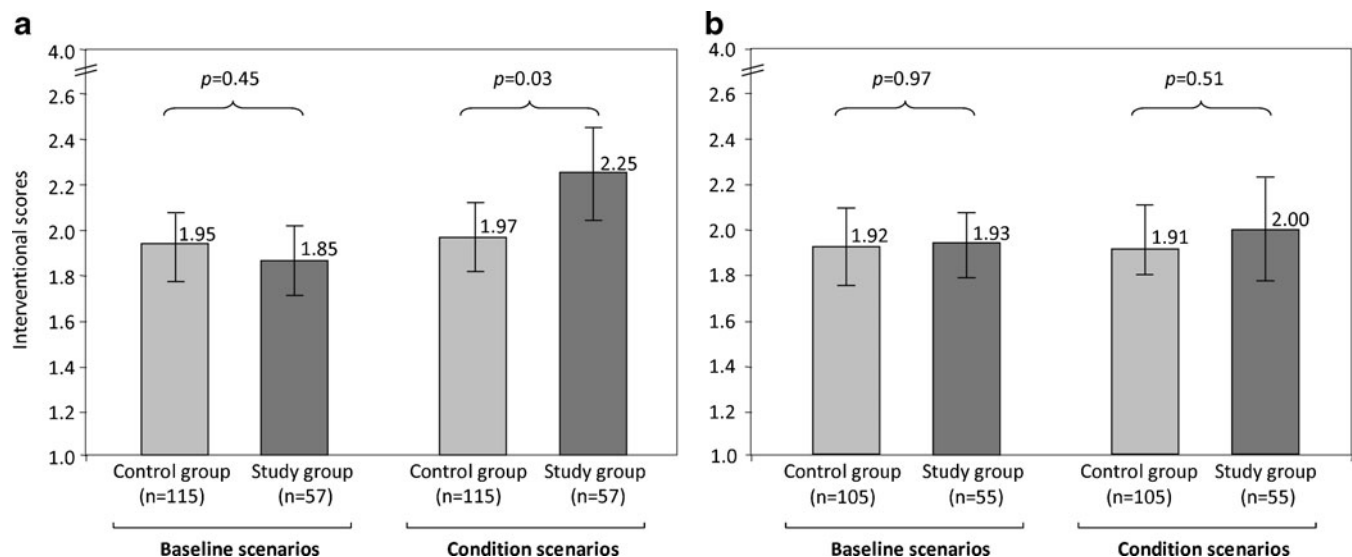 a
4.0
2.6
2.4
2.2
2.0
1.8
1.6
1.4
1.2
1.0
Interventional scores
p=0.45
p=0.03
1.95
1.85
1.97
2.25
Control group
(n=115)
Study group
(n=57)
Control group
(n=115)
Study group
(n=57)
Baseline scenarios
Condition scenarios
b
4.0
2.6
2.4
2.2
2.0
1.8
1.6
1.4
1.2
1.0
p=0.97
p=0.51
1.92
1.93
1.91
2.00
Control group
(n=105)
Study group
(n=55)
Control group
(n=105)
Study group
(n=55)
Baseline scenarios
Condition scenarios